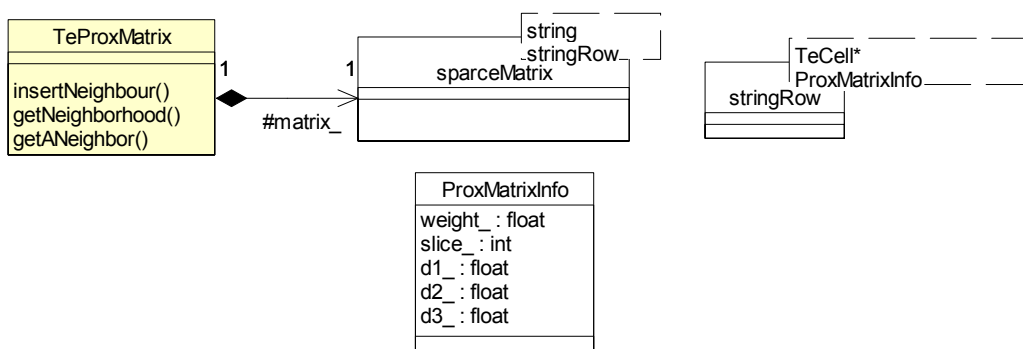 TeProxMatrix
insertNeighbour()
getNeighborhood()
getANeighbor()
1
1
#matrix_
string
stringRow
sparceMatrix
TeCell*
ProxMatrixInfo
stringRow
ProxMatrixInfo
weight_ : float
slice_ : int
d1_ : float
d2_ : float
d3_ : float